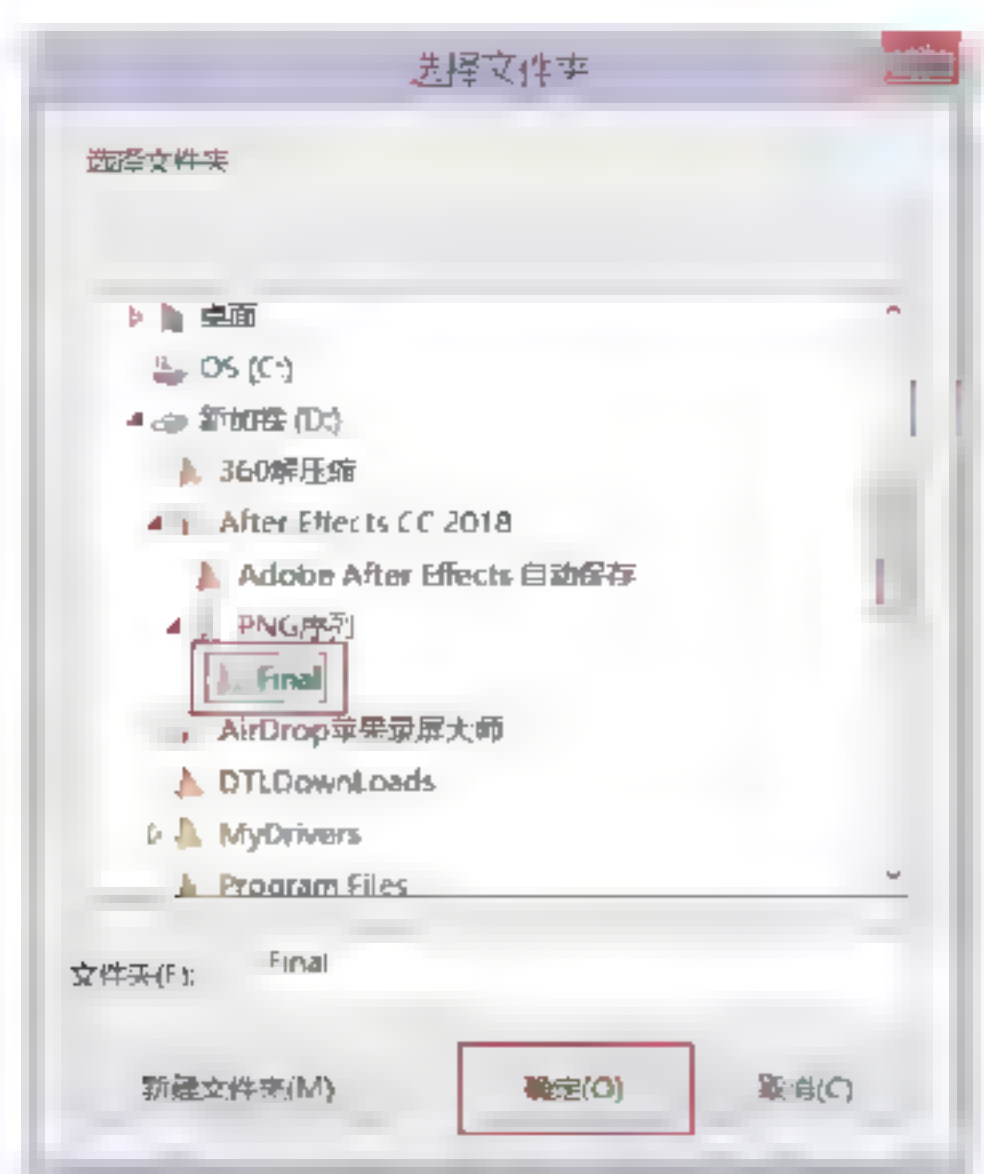 选择文件夹
选择文件夹
桌面
OS (C:)
新加卷 (D:)
360解压缩
After Effects CC 2018
Adobe After Effects 自动保存
PNG序列
Final
AirDrop苹果录屏大师
DTLDownLoads
MyDrivers
Program Files
文件夹(F): Final
新建文件夹(M) 确定(O) 取消(C)